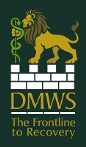 DMWS
The Frontline
to Recovery